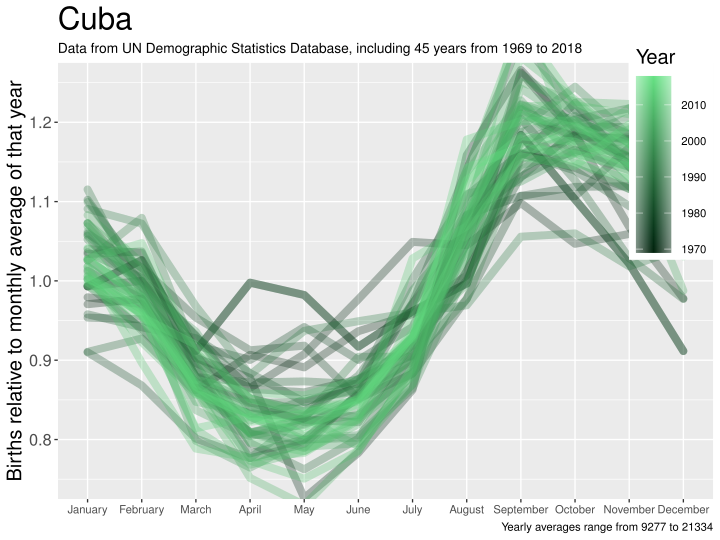 Cuba
Data from UN Demographic Statistics Database, including 45 years from 1969 to 2018
Year
2010
2000
1990
1980
1970
Births relative to monthly average of that year
1.2
1.1
1.0
0.9
0.8
January February March April May June July August September October November December
Yearly averages range from 9277 to 21334